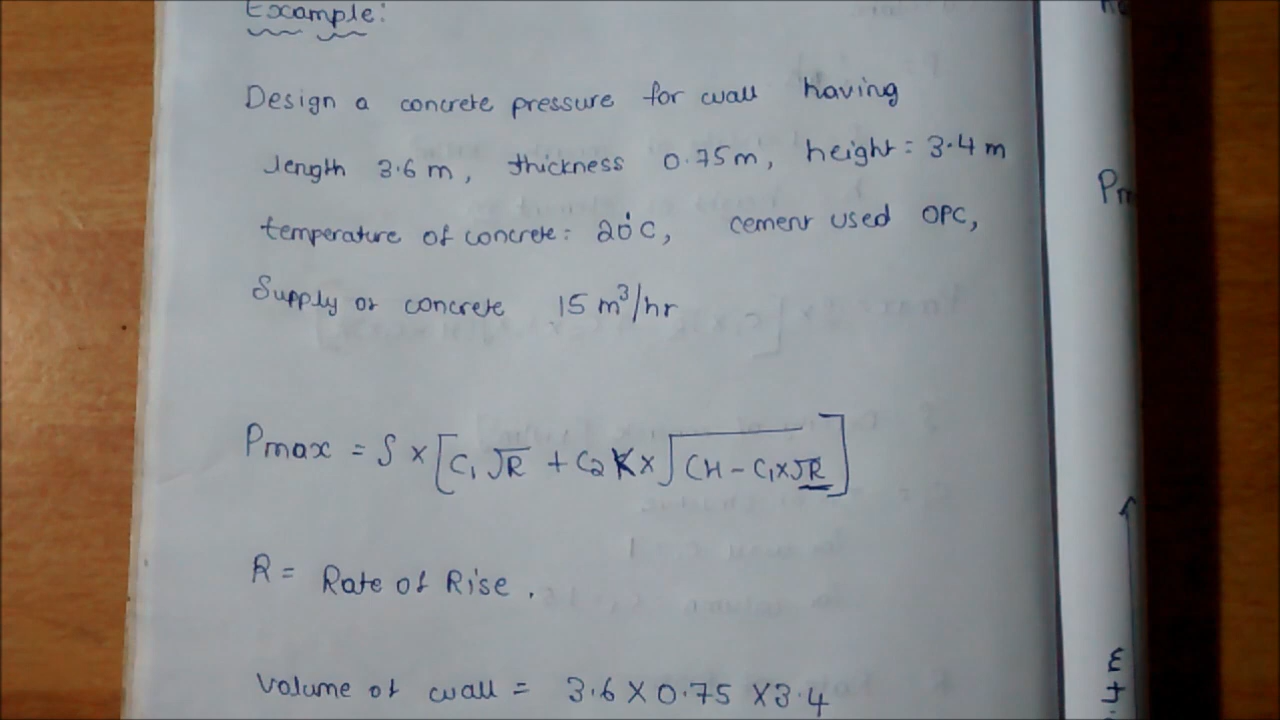 Example:
Design a concrete pressure for wall having
length 3.6 m, thickness 0.75m, height = 3.4 m
temperature of concrete: 20°C, cement used OPC,
Supply of concrete 15 m³/hr
Pmax = ρ × [C₁ √R + C₂ K × √(CH - C₁×√R)]
R = Rate of Rise.
Volume of wall = 3.6 × 0.75 × 3.4